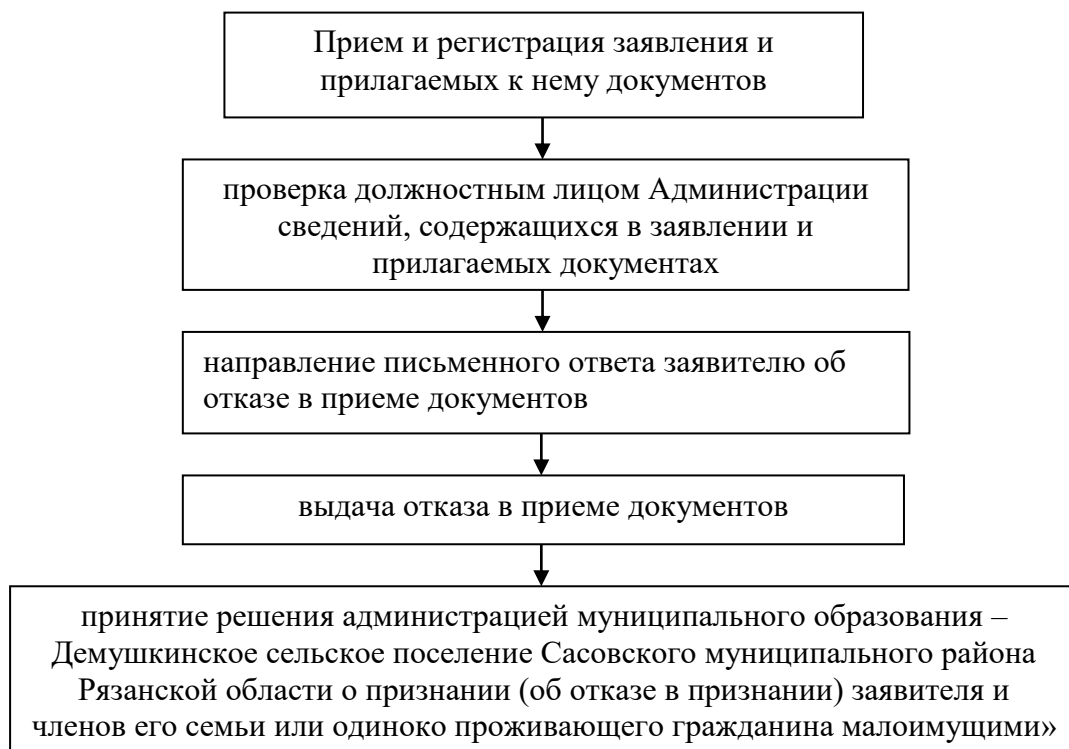 Прием и регистрация заявления и
прилагаемых к нему документов
проверка должностным лицом Администрации
сведений, содержащихся в заявлении и
прилагаемых документах
направление письменного ответа заявителю об
отказе в приеме документов
выдача отказа в приеме документов
принятие решения администрацией муниципального образования –
Демушкинское сельское поселение Сасовского муниципального района
Рязанской области о признании (об отказе в признании) заявителя и
членов его семьи или одиноко проживающего гражданина малоимущими»